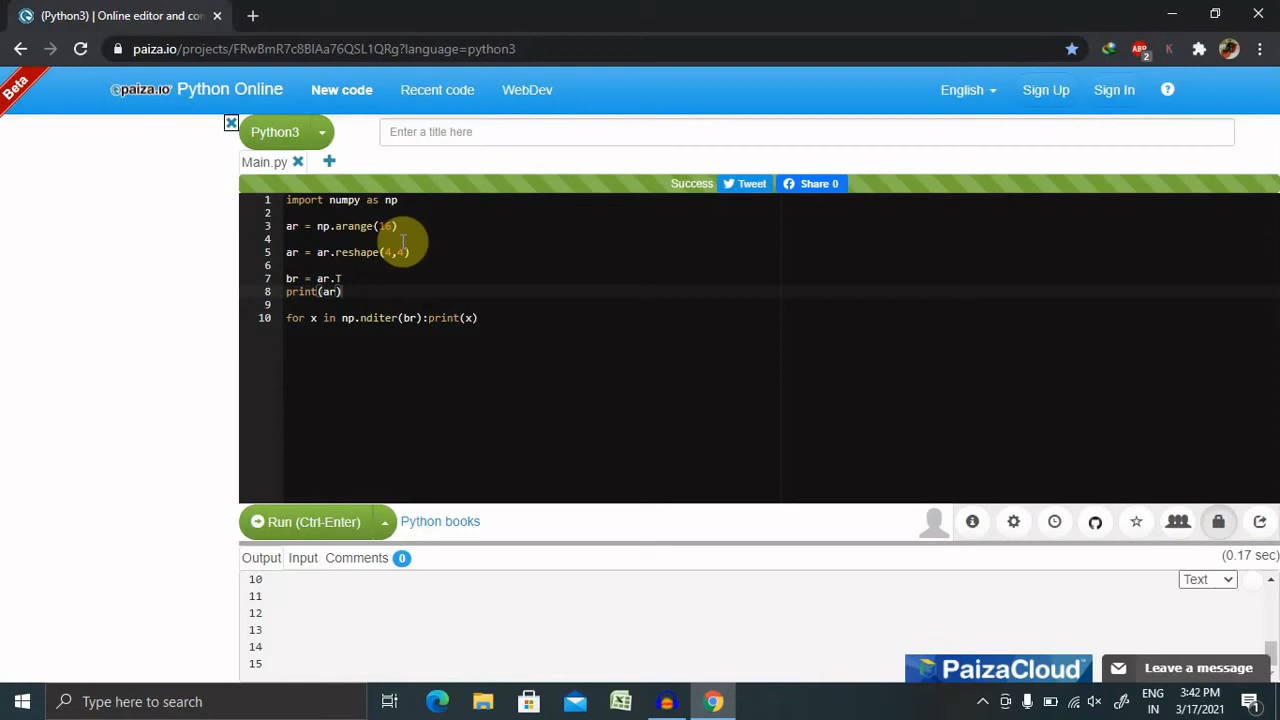 (Python3) | Online editor and con
paiza.io/projects/FRwBmR7c8BlAa76QSL1QRg?language=python3
2
K
Beta
paiza.io Python Online New code Recent code WebDev English Sign Up Sign In
Python3
Enter a title here
Main.py
Success Tweet Share 0
1 import numpy as np
2
3 ar = np.arange(16)
4
5 ar = ar.reshape(4,4)
6
7 br = ar.T
8 print(ar)
9
10 for x in np.nditer(br):print(x)
Run (Ctrl-Enter) Python books
Output Input Comments 0 (0.17 sec)
Text
10
11
12
13
14
15
PaizaCloud Leave a message
Type here to search
ENG
IN
3:42 PM
3/17/2021
1